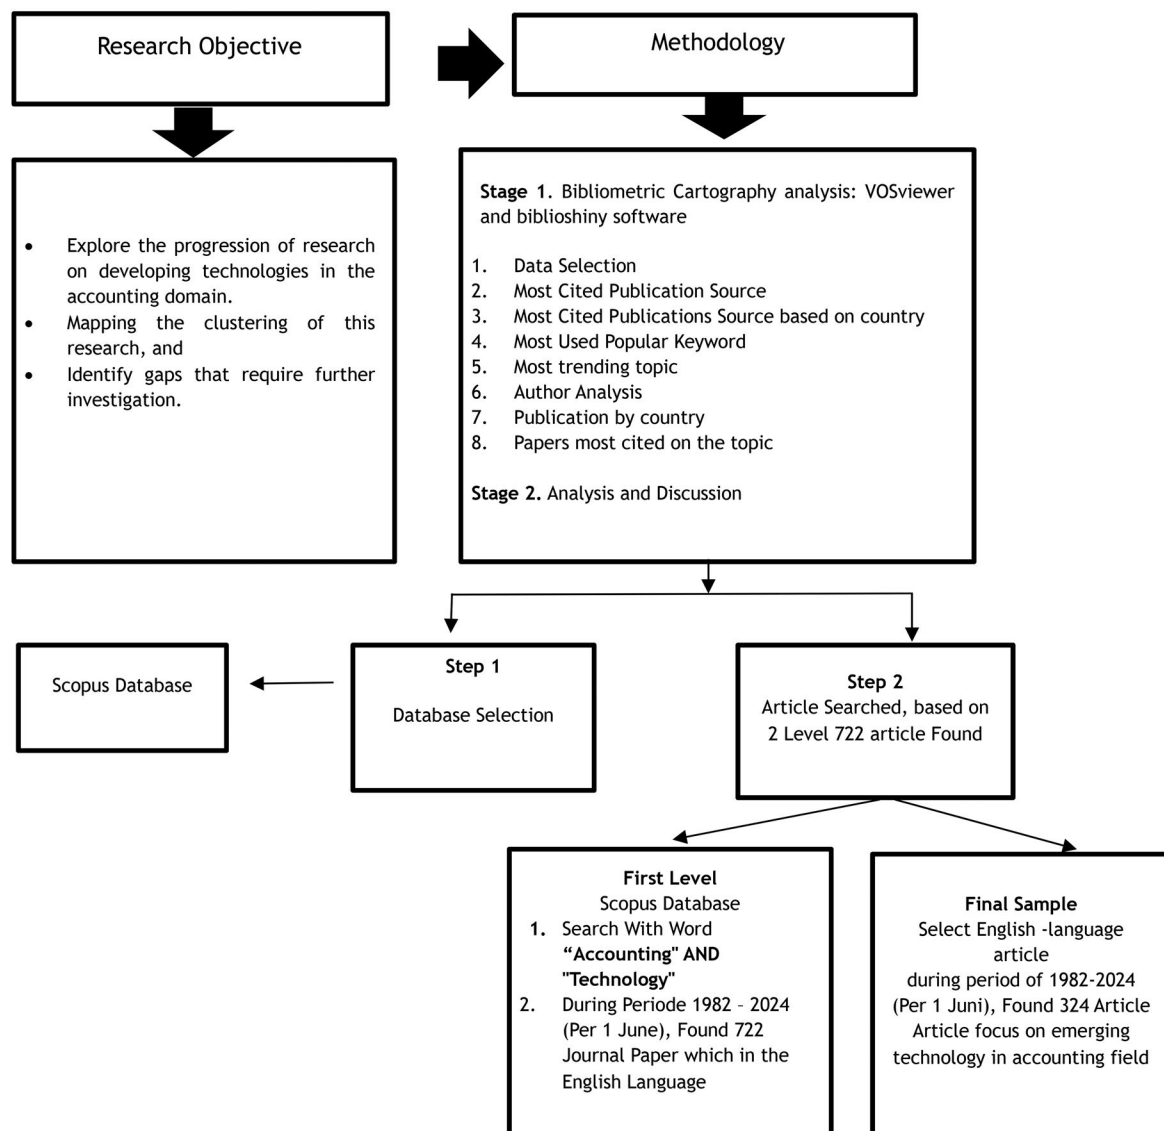 Research Objective
Methodology
• Explore the progression of research
on developing technologies in the
accounting domain.
• Mapping the clustering of this
research, and
• Identify gaps that require further
investigation.
Stage 1. Bibliometric Cartography analysis: VOSviewer
and biblioshiny software
1. Data Selection
2. Most Cited Publication Source
3. Most Cited Publications Source based on country
4. Most Used Popular Keyword
5. Most trending topic
6. Author Analysis
7. Publication by country
8. Papers most cited on the topic
Stage 2. Analysis and Discussion
Scopus Database
Step 1
Database Selection
Step 2
Article Searched, based on
2 Level 722 article Found
First Level
Scopus Database
1. Search With Word
“Accounting" AND
"Technology"
2. During Periode 1982 – 2024
(Per 1 June), Found 722
Journal Paper which in the
English Language
Final Sample
Select English -language
article
during period of 1982-2024
(Per 1 Juni), Found 324 Article
Article focus on emerging
technology in accounting field